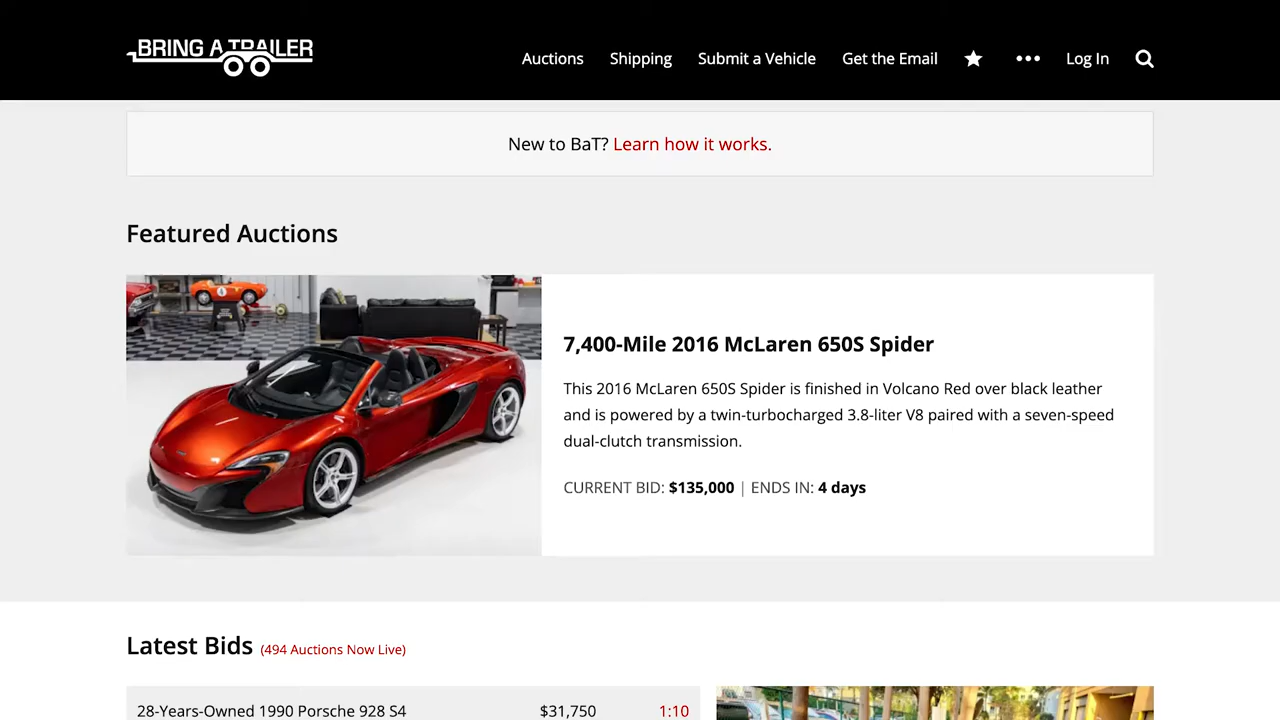 BRING A TRAILER
Auctions Shipping Submit a Vehicle Get the Email Log In
New to BaT? Learn how it works.
Featured Auctions
7,400-Mile 2016 McLaren 650S Spider
This 2016 McLaren 650S Spider is finished in Volcano Red over black leather
and is powered by a twin-turbocharged 3.8-liter V8 paired with a seven-speed
dual-clutch transmission.
CURRENT BID: $135,000 | ENDS IN: 4 days
Latest Bids (494 Auctions Now Live)
28-Years-Owned 1990 Porsche 928 S4 $31,750 1:10